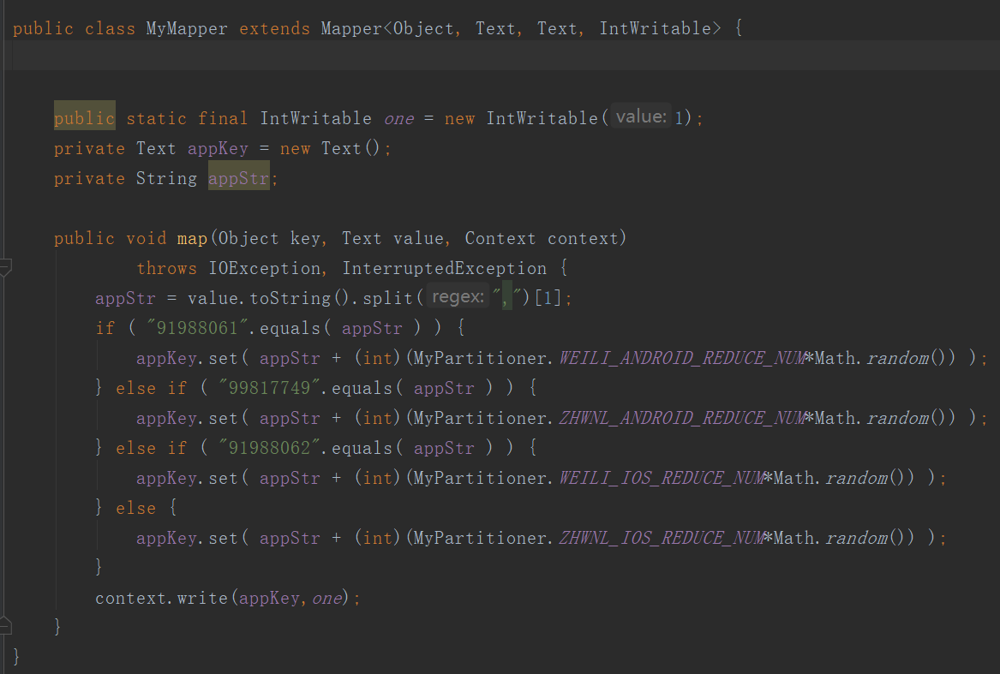 public class MyMapper extends Mapper<Object, Text, Text, IntWritable> {
public static final IntWritable one = new IntWritable( value: 1);
private Text appKey = new Text();
private String appStr;
public void map(Object key, Text value, Context context)
throws IOException, InterruptedException {
appStr = value.toString().split( regex: ",")[1];
if ( "91988061".equals( appStr ) ) {
appKey.set( appStr + (int)(MyPartitioner.WEILI_ANDROID_REDUCE_NUM*Math.random()) );
} else if ( "99817749".equals( appStr ) ) {
appKey.set( appStr + (int)(MyPartitioner.ZHWNL_ANDROID_REDUCE_NUM*Math.random()) );
} else if ( "91988062".equals( appStr ) ) {
appKey.set( appStr + (int)(MyPartitioner.WEILI_IOS_REDUCE_NUM*Math.random()) );
} else {
appKey.set( appStr + (int)(MyPartitioner.ZHWNL_IOS_REDUCE_NUM*Math.random()) );
}
context.write(appKey,one);
}
}